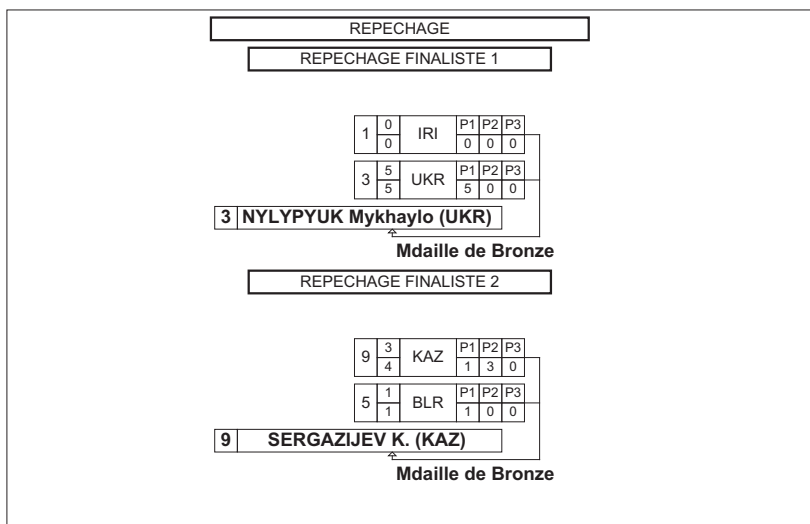 REPECHAGE
REPECHAGE FINALISTE 1
1 0 IRI P1 P2 P3
0 0 0 0
3 5 UKR P1 P2 P3
5 5 0 0
3 NYLYPYUK Mykhaylo (UKR)
Mdaille de Bronze
REPECHAGE FINALISTE 2
9 3 KAZ P1 P2 P3
4 1 3 0
5 1 BLR P1 P2 P3
1 1 0 0
9 SERGAZIJEV K. (KAZ)
Mdaille de Bronze